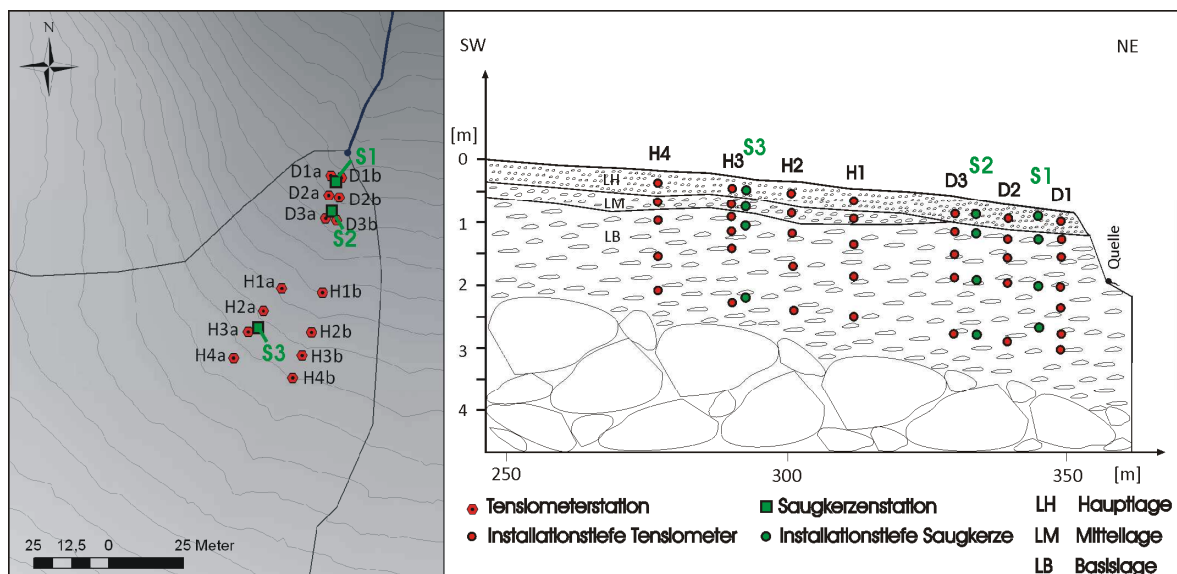 N
S1
D1a
D1b
D2a
D2b
D3a
D3b
S2
H1a
H1b
H2a
H3a
H2b
S3
H4a
H3b
H4b
25 12,5 0 25 Meter
SW
NE
[m]
0
1
2
3
4
H4
H3
S3
H2
H1
D3
S2
D2
S1
D1
LH
LM
LB
Quelle
250
300
350
[m]
Tensiometerstation
Saugkerzenstation
LH Hauptlage
Installationstiefe Tensiometer
Installationstiefe Saugkerze
LM Mittellage
LB Basislage